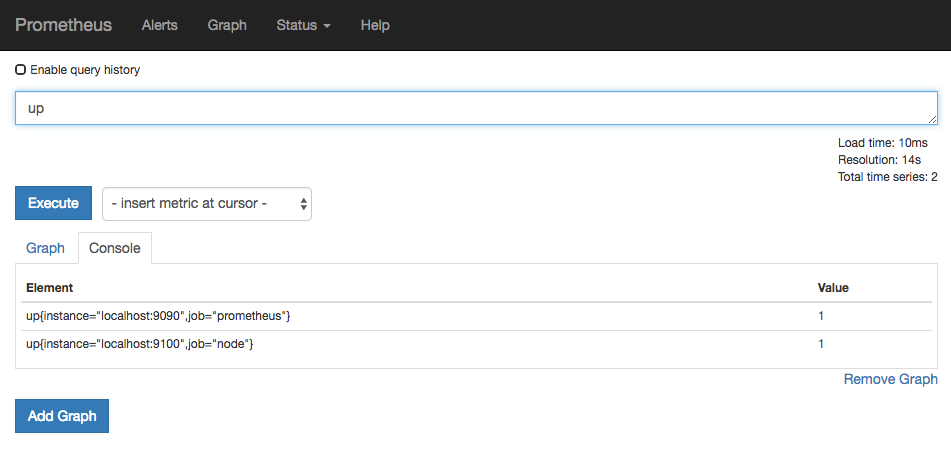 Prometheus Alerts Graph Status Help
Enable query history
up
Load time: 10ms
Resolution: 14s
Total time series: 2
Execute - insert metric at cursor -
Graph Console
Element Value
up{instance="localhost:9090",job="prometheus"} 1
up{instance="localhost:9100",job="node"} 1
Remove Graph
Add Graph